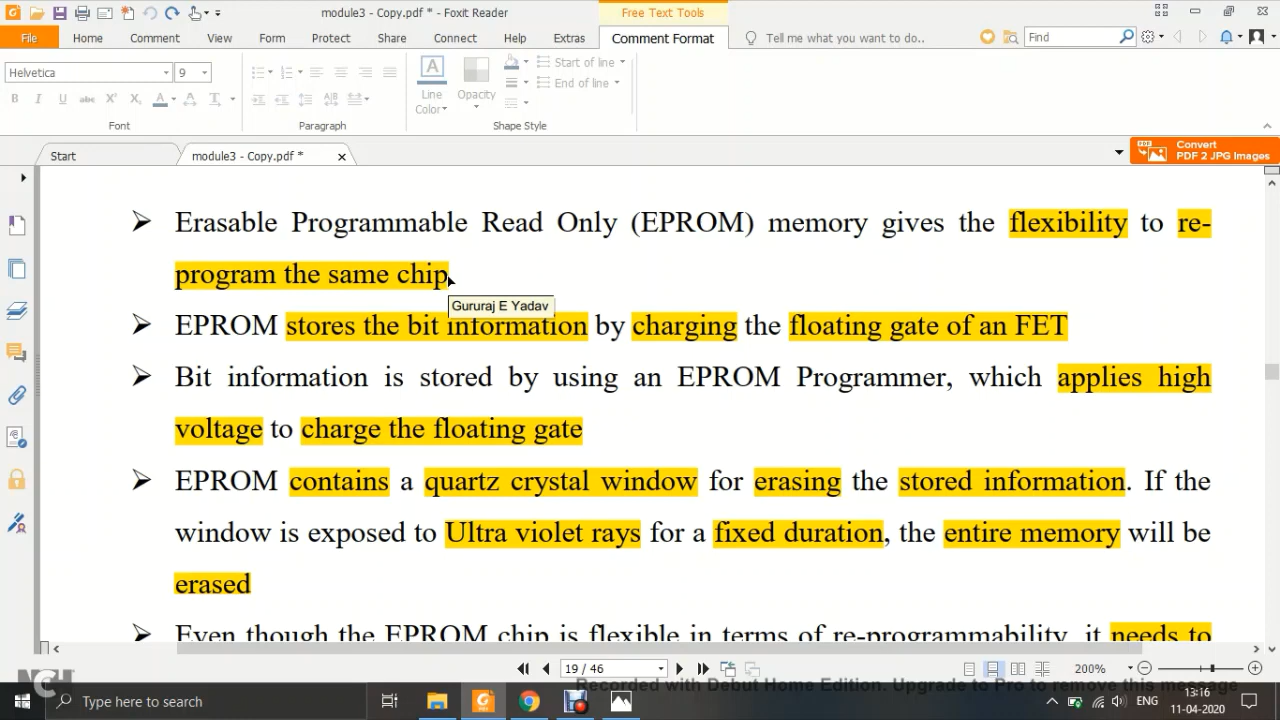 module3 - Copy.pdf * - Foxit Reader
Free Text Tools
File Home Comment View Form Protect Share Connect Help Extras Comment Format Tell me what you want to do.. Find
Helvetica 9 Line Color Opacity Start of line
End of line
B I U abc X² X₂ A A T
Font Paragraph Shape Style
Start module3 - Copy.pdf * Convert
PDF 2 JPG Images
➢ Erasable Programmable Read Only (EPROM) memory gives the flexibility to re-
program the same chip
Gururaj E Yadav
➢ EPROM stores the bit information by charging the floating gate of an FET
➢ Bit information is stored by using an EPROM Programmer, which applies high
voltage to charge the floating gate
➢ EPROM contains a quartz crystal window for erasing the stored information. If the
window is exposed to Ultra violet rays for a fixed duration, the entire memory will be
erased
➢ Even though the EPROM chip is flexible in terms of re-programmability, it needs to
19 / 46 200%
NCH
Recorded with Debut Home Edition. Upgrade to Pro to remove this message
Type here to search ENG 13:16
11-04-2020